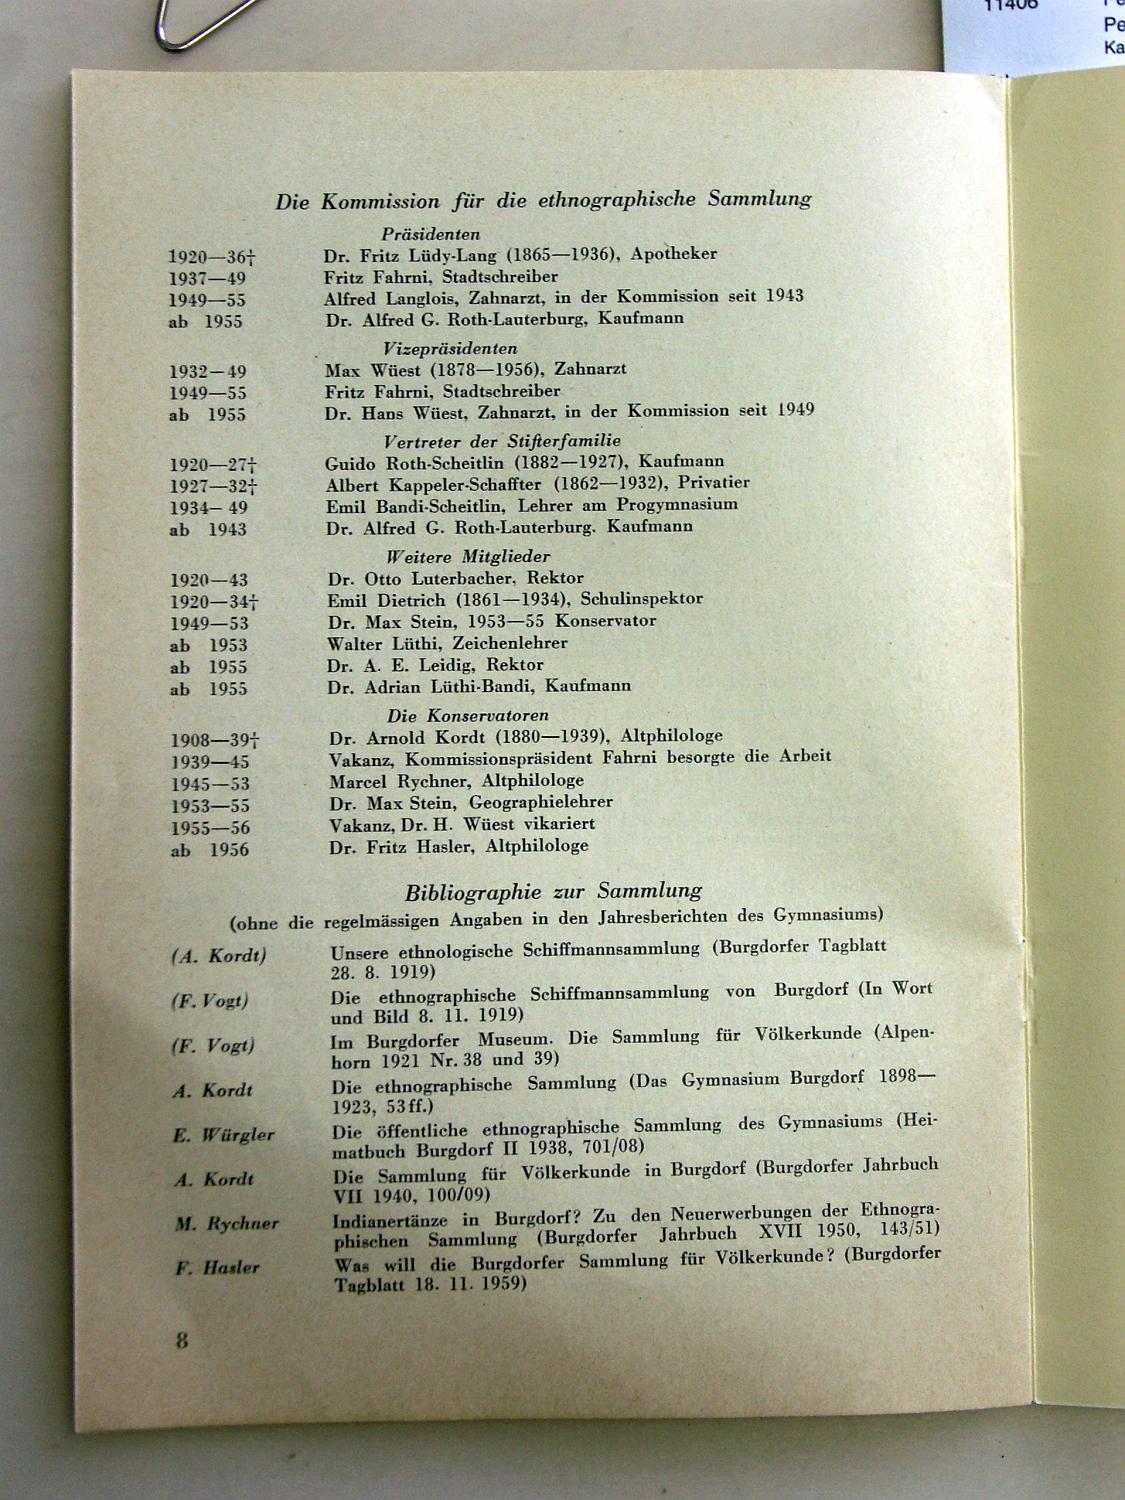 11406
Pe
Ka
Die Kommission für die ethnographische Sammlung
Präsidenten
1920—36† Dr. Fritz Lüdy-Lang (1865—1936), Apotheker
1937—49 Fritz Fahrni, Stadtschreiber
1949—55 Alfred Langlois, Zahnarzt, in der Kommission seit 1943
ab 1955 Dr. Alfred G. Roth-Lauterburg, Kaufmann
Vizepräsidenten
1932—49 Max Wüest (1878—1956), Zahnarzt
1949—55 Fritz Fahrni, Stadtschreiber
ab 1955 Dr. Hans Wüest, Zahnarzt, in der Kommission seit 1949
Vertreter der Stifterfamilie
1920—27† Guido Roth-Scheitlin (1882—1927), Kaufmann
1927—32† Albert Kappeler-Schaffter (1862—1932), Privatier
1934— 49 Emil Bandi-Scheitlin, Lehrer am Progymnasium
ab 1943 Dr. Alfred G. Roth-Lauterburg. Kaufmann
Weitere Mitglieder
1920—43 Dr. Otto Luterbacher, Rektor
1920—34† Emil Dietrich (1861—1934), Schulinspektor
1949—53 Dr. Max Stein, 1953—55 Konservator
ab 1953 Walter Lüthi, Zeichenlehrer
ab 1955 Dr. A. E. Leidig, Rektor
ab 1955 Dr. Adrian Lüthi-Bandi, Kaufmann
Die Konservatoren
1908—39† Dr. Arnold Kordt (1880—1939), Altphilologe
1939—45 Vakanz, Kommissionspräsident Fahrni besorgte die Arbeit
1945—53 Marcel Rychner, Altphilologe
1953—55 Dr. Max Stein, Geographielehrer
1955—56 Vakanz, Dr. H. Wüest vikariert
ab 1956 Dr. Fritz Hasler, Altphilologe
Bibliographie zur Sammlung
(ohne die regelmässigen Angaben in den Jahresberichten des Gymnasiums)
(A. Kordt) Unsere ethnologische Schiffmannsammlung (Burgdorfer Tagblatt
28. 8. 1919)
(F. Vogt) Die ethnographische Schiffmannsammlung von Burgdorf (In Wort
und Bild 8. 11. 1919)
(F. Vogt) Im Burgdorfer Museum. Die Sammlung für Völkerkunde (Alpen-
horn 1921 Nr. 38 und 39)
A. Kordt Die ethnographische Sammlung (Das Gymnasium Burgdorf 1898—
1923, 53 ff.)
E. Würgler Die öffentliche ethnographische Sammlung des Gymnasiums (Hei-
matbuch Burgdorf II 1938, 701/08)
A. Kordt Die Sammlung für Völkerkunde in Burgdorf (Burgdorfer Jahrbuch
VII 1940, 100/09)
M. Rychner Indianertänze in Burgdorf? Zu den Neuerwerbungen der Ethnogra-
phischen Sammlung (Burgdorfer Jahrbuch XVII 1950, 143/51)
F. Hasler Was will die Burgdorfer Sammlung für Völkerkunde? (Burgdorfer
Tagblatt 18. 11. 1959)
8